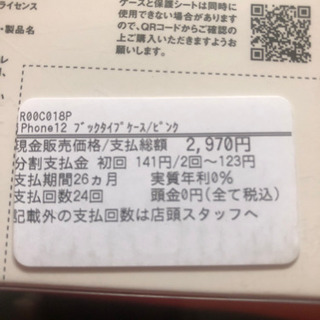 ライセンス
・製品名
ケースと保護シートは同時に
使用できない場合があります
ので、QRコードからご確認の
上ご購入いただきますよう
お願いします。
R00C018P
iPhone12 ブックタイプケース/ピンク
現金販売価格/支払総額 2,970円
分割支払金 初回 141円/2回～123円
支払期間26ヵ月 実質年利0%
支払回数24回 頭金0円(全て税込)
記載外の支払回数は店頭スタッフへ